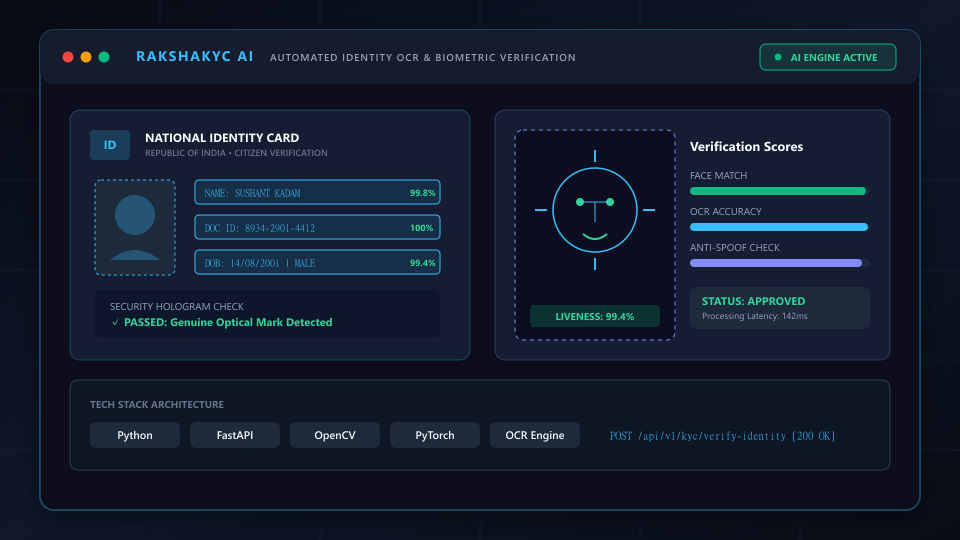 RAKSHAKYC AI
AUTOMATED IDENTITY OCR & BIOMETRIC VERIFICATION
AI ENGINE ACTIVE
ID
NATIONAL IDENTITY CARD
REPUBLIC OF INDIA • CITIZEN VERIFICATION
NAME: SUSHANT KADAM 99.8%
DOC ID: 8934-2901-4412 100%
DOB: 14/08/2001 | MALE 99.4%
SECURITY HOLOGRAM CHECK
✓ PASSED: Genuine Optical Mark Detected
LIVENESS: 99.4%
Verification Scores
FACE MATCH
OCR ACCURACY
ANTI-SPOOF CHECK
STATUS: APPROVED
Processing Latency: 142ms
TECH STACK ARCHITECTURE
Python FastAPI OpenCV PyTorch OCR Engine POST /api/v1/kyc/verify-identity [200 OK]